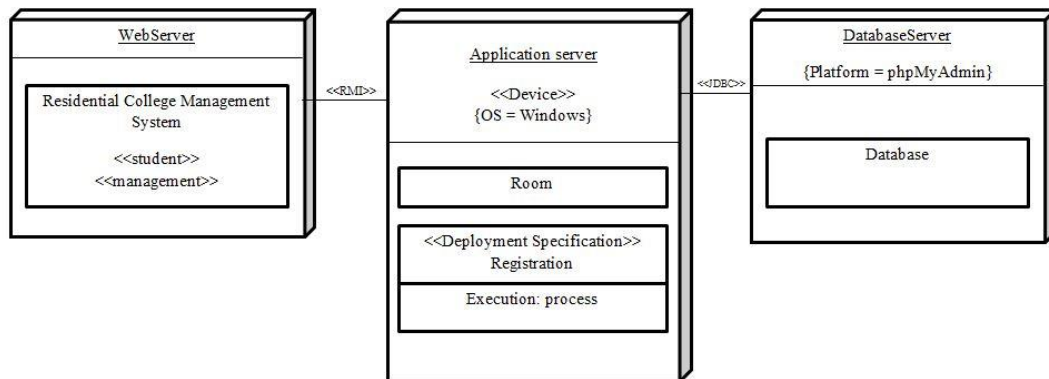 WebServer
Residential College Management
System
<<student>>
<<management>>
<<RMI>>
Application server
<<Device>>
{OS = Windows}
Room
<<Deployment Specification>>
Registration
Execution: process
<<JDBC>>
DatabaseServer
{Platform = phpMyAdmin}
Database